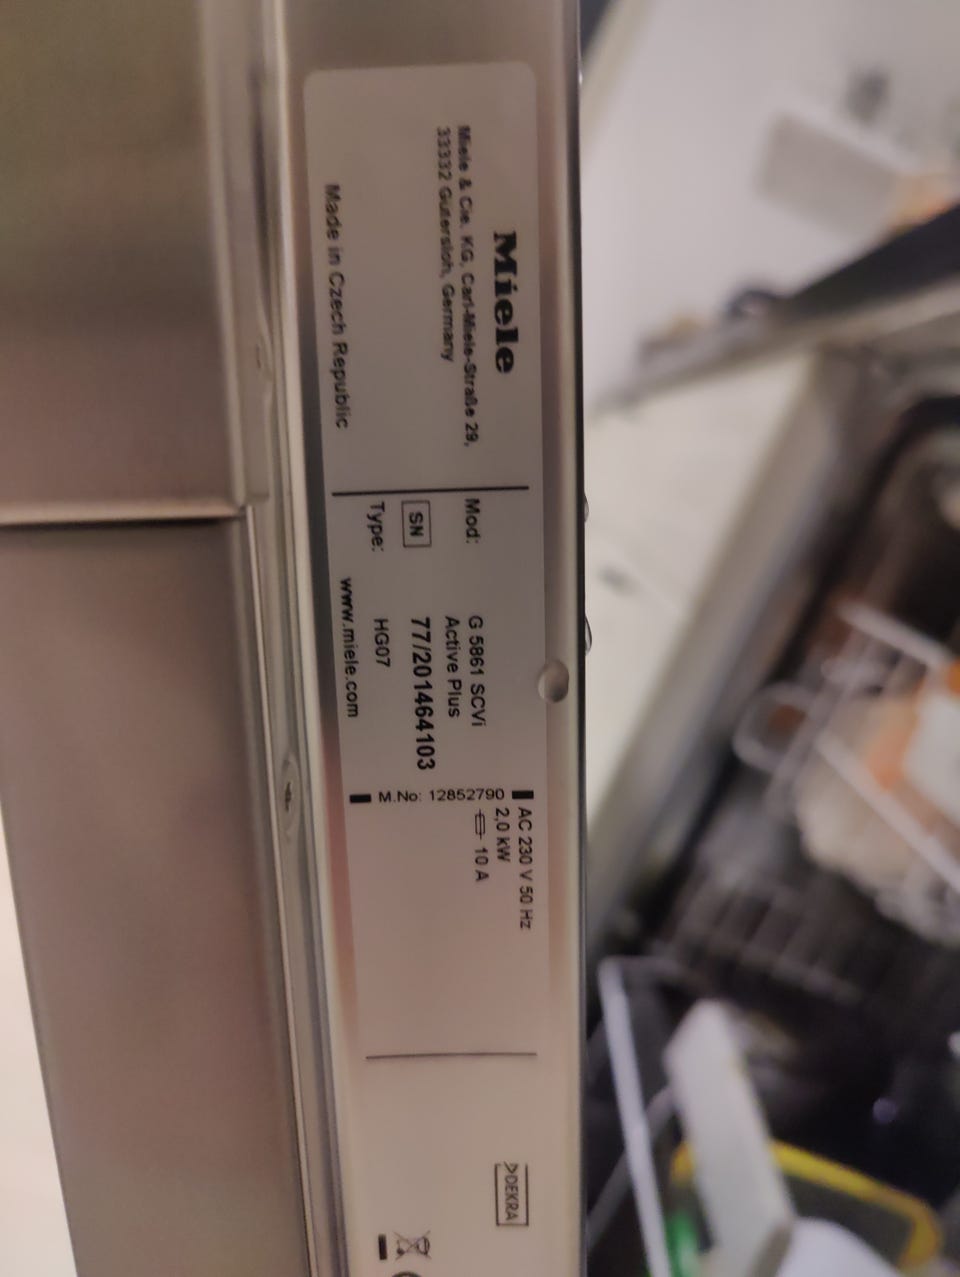 Miele
Miele & Cie. KG, Carl-Miele-Straße 29,
33332 Gütersloh, Germany
Made in Czech Republic
Mod: G 5861 SCVi
Active Plus
SN 77/201464103
Type: HG07
www.miele.com
M.No: 12852790
AC 230 V 50 Hz
2,0 kW
10 A
DEKRA